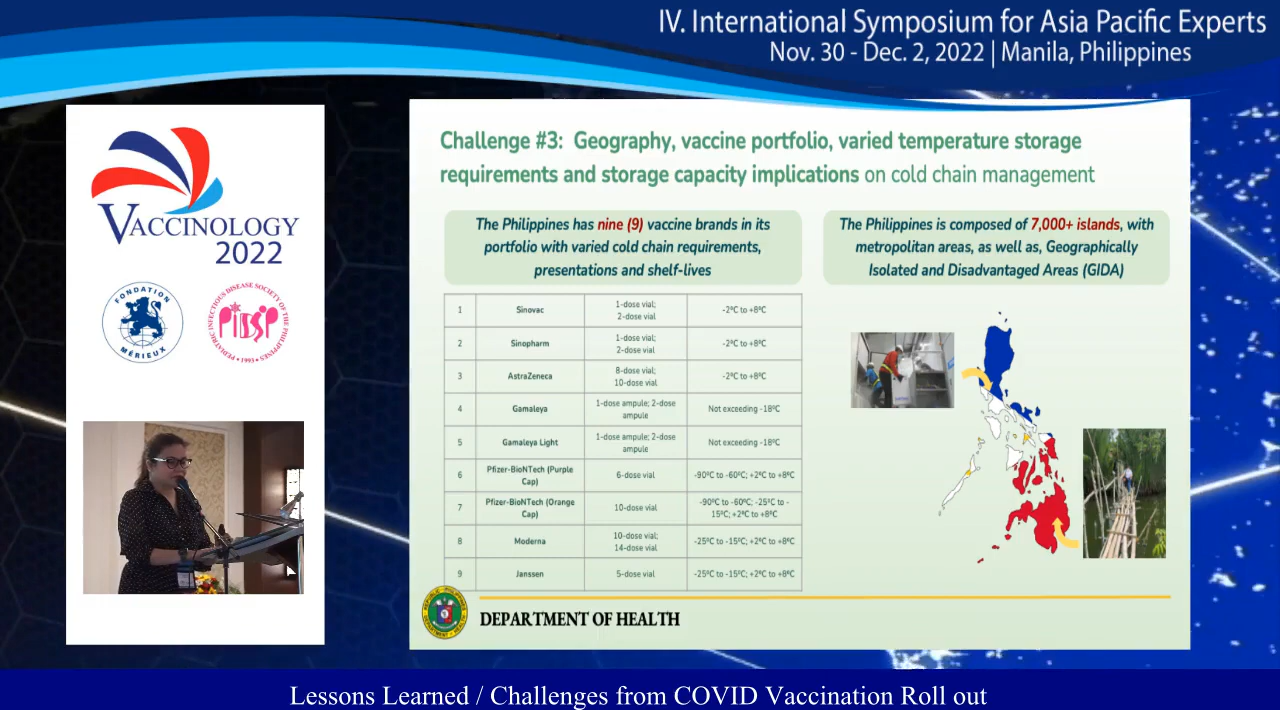 IV. International Symposium for Asia Pacific Experts
Nov. 30 - Dec. 2, 2022 | Manila, Philippines
VACCINOLOGY
2022
FONDATION
MÉRIEUX
PEDIATRIC INFECTIOUS DISEASE SOCIETY OF THE PHILIPPINES
PIDSP
• 1993 •
Challenge #3: Geography, vaccine portfolio, varied temperature storage
requirements and storage capacity implications on cold chain management
The Philippines has nine (9) vaccine brands in its
portfolio with varied cold chain requirements,
presentations and shelf-lives
The Philippines is composed of 7,000+ islands, with
metropolitan areas, as well as, Geographically
Isolated and Disadvantaged Areas (GIDA)
1 Sinovac 1-dose vial; 2-dose vial -2ºC to +8ºC
2 Sinopharm 1-dose vial; 2-dose vial -2ºC to +8ºC
3 AstraZeneca 8-dose vial; 10-dose vial -2ºC to +8ºC
4 Gamaleya 1-dose ampule; 2-dose ampule Not exceeding -18ºC
5 Gamaleya Light 1-dose ampule; 2-dose ampule Not exceeding -18ºC
6 Pfizer-BioNTech (Purple Cap) 6-dose vial -90ºC to -60ºC; +2ºC to +8ºC
7 Pfizer-BioNTech (Orange Cap) 10-dose vial -90ºC to -60ºC; -25ºC to -15ºC; +2ºC to +8ºC
8 Moderna 10-dose vial; 14-dose vial -25ºC to -15ºC; +2ºC to +8ºC
9 Janssen 5-dose vial -25ºC to -15ºC; +2ºC to +8ºC
DEPARTMENT OF HEALTH
Lessons Learned / Challenges from COVID Vaccination Roll out